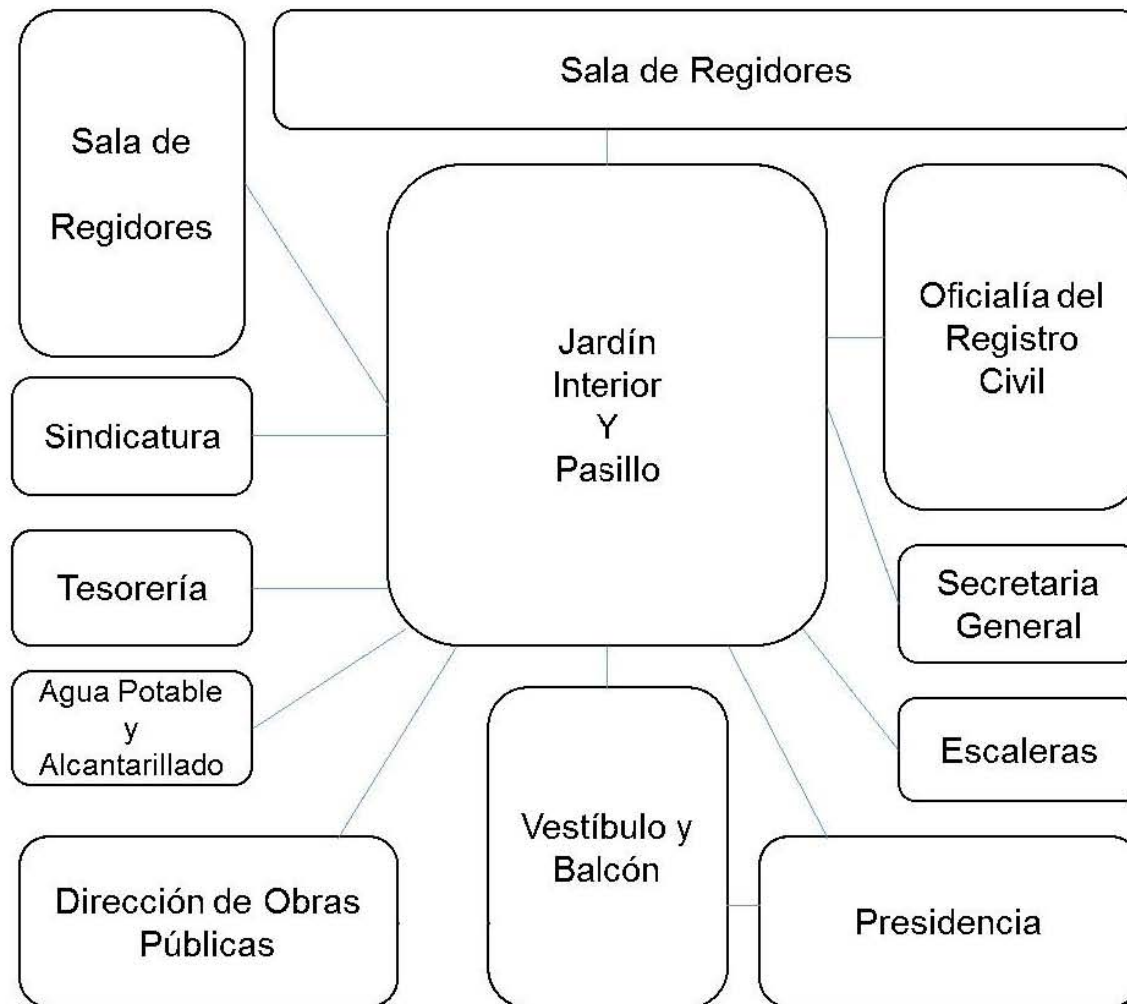 Sala de Regidores
Sala de
Regidores
Jardín
Interior
Y
Pasillo
Oficialía del
Registro
Civil
Sindicatura
Tesorería
Secretaria
General
Agua Potable
y
Alcantarillado
Escaleras
Vestíbulo y
Balcón
Dirección de Obras
Públicas
Presidencia